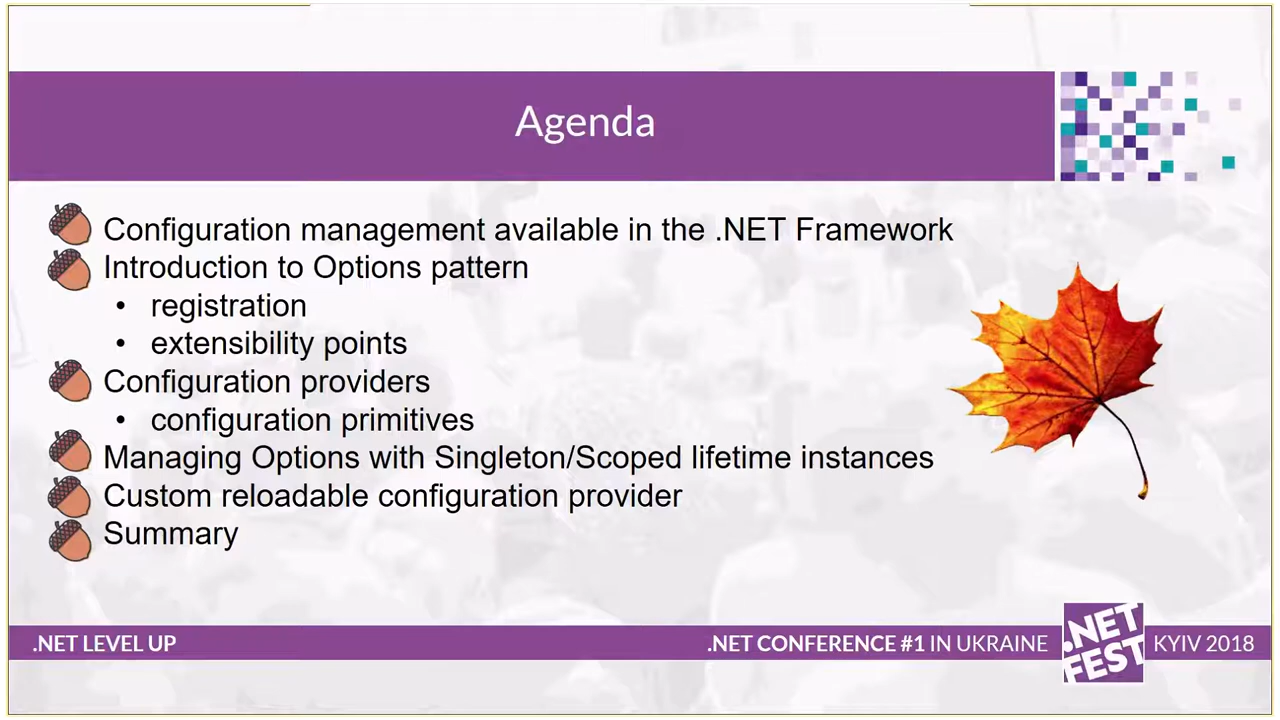 Agenda
Configuration management available in the .NET Framework
Introduction to Options pattern
• registration
• extensibility points
Configuration providers
• configuration primitives
Managing Options with Singleton/Scoped lifetime instances
Custom reloadable configuration provider
Summary
.NET LEVEL UP
.NET CONFERENCE #1 IN UKRAINE
.NET
FEST
KYIV 2018